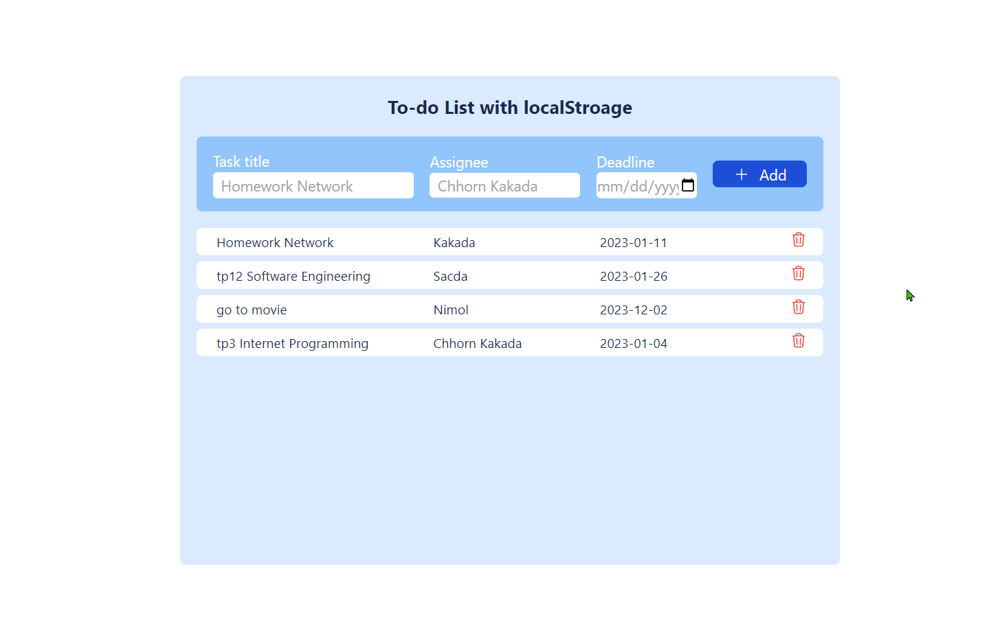 To-do List with localStroage
Task title Assignee Deadline
Homework Network Chhorn Kakada mm/dd/yyyy Add
Homework Network Kakada 2023-01-11
tp12 Software Engineering Sacda 2023-01-26
go to movie Nimol 2023-12-02
tp3 Internet Programming Chhorn Kakada 2023-01-04